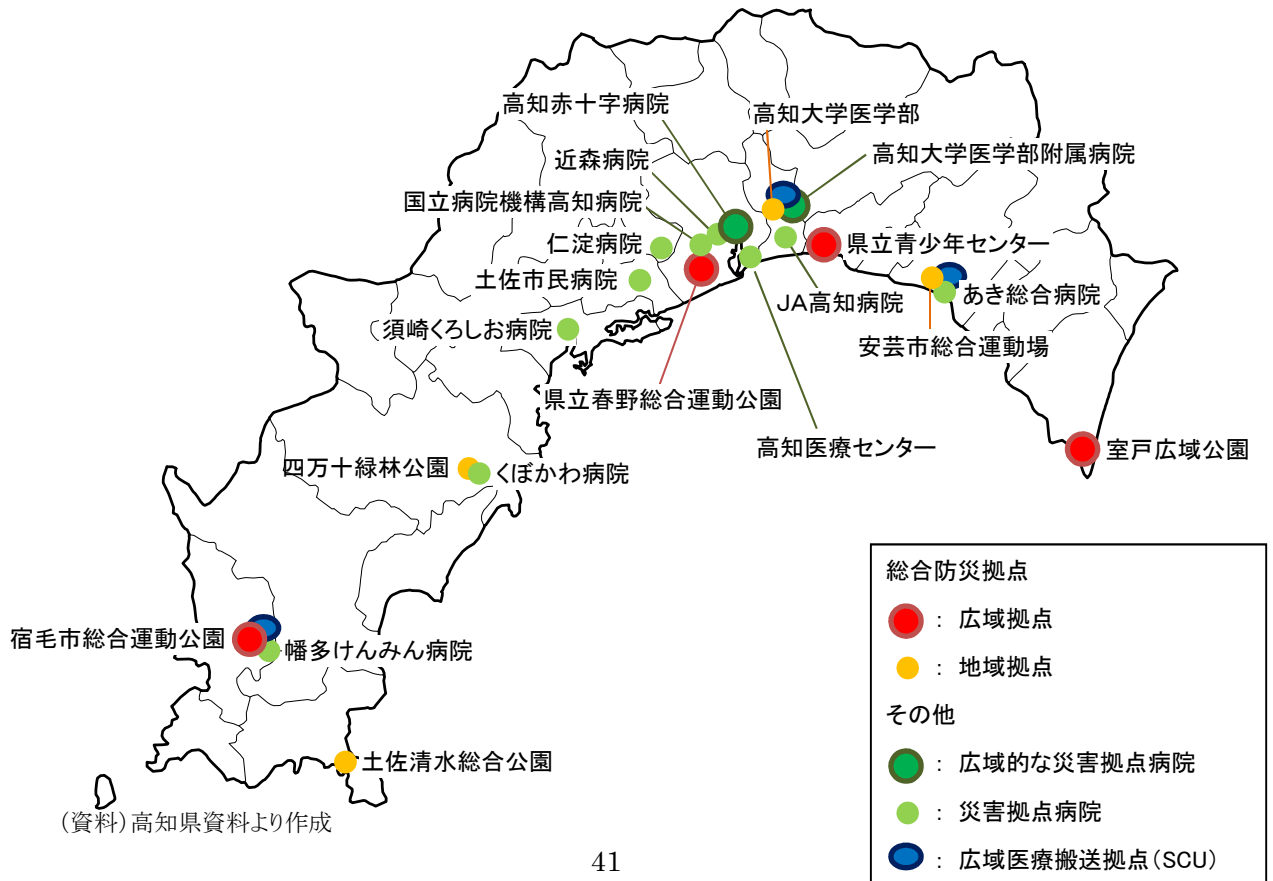 高知赤十字病院
高知大学医学部
近森病院
高知大学医学部附属病院
国立病院機構高知病院
仁淀病院
県立青少年センター
土佐市民病院
JA高知病院
あき総合病院
須崎くろしお病院
安芸市総合運動場
県立春野総合運動公園
高知医療センター
室戸広域公園
四万十緑林公園
くぼかわ病院
宿毛市総合運動公園
幡多けんみん病院
土佐清水総合公園
総合防災拠点
： 広域拠点
： 地域拠点
その他
： 広域的な災害拠点病院
： 災害拠点病院
： 広域医療搬送拠点（SCU）
（資料）高知県資料より作成
41